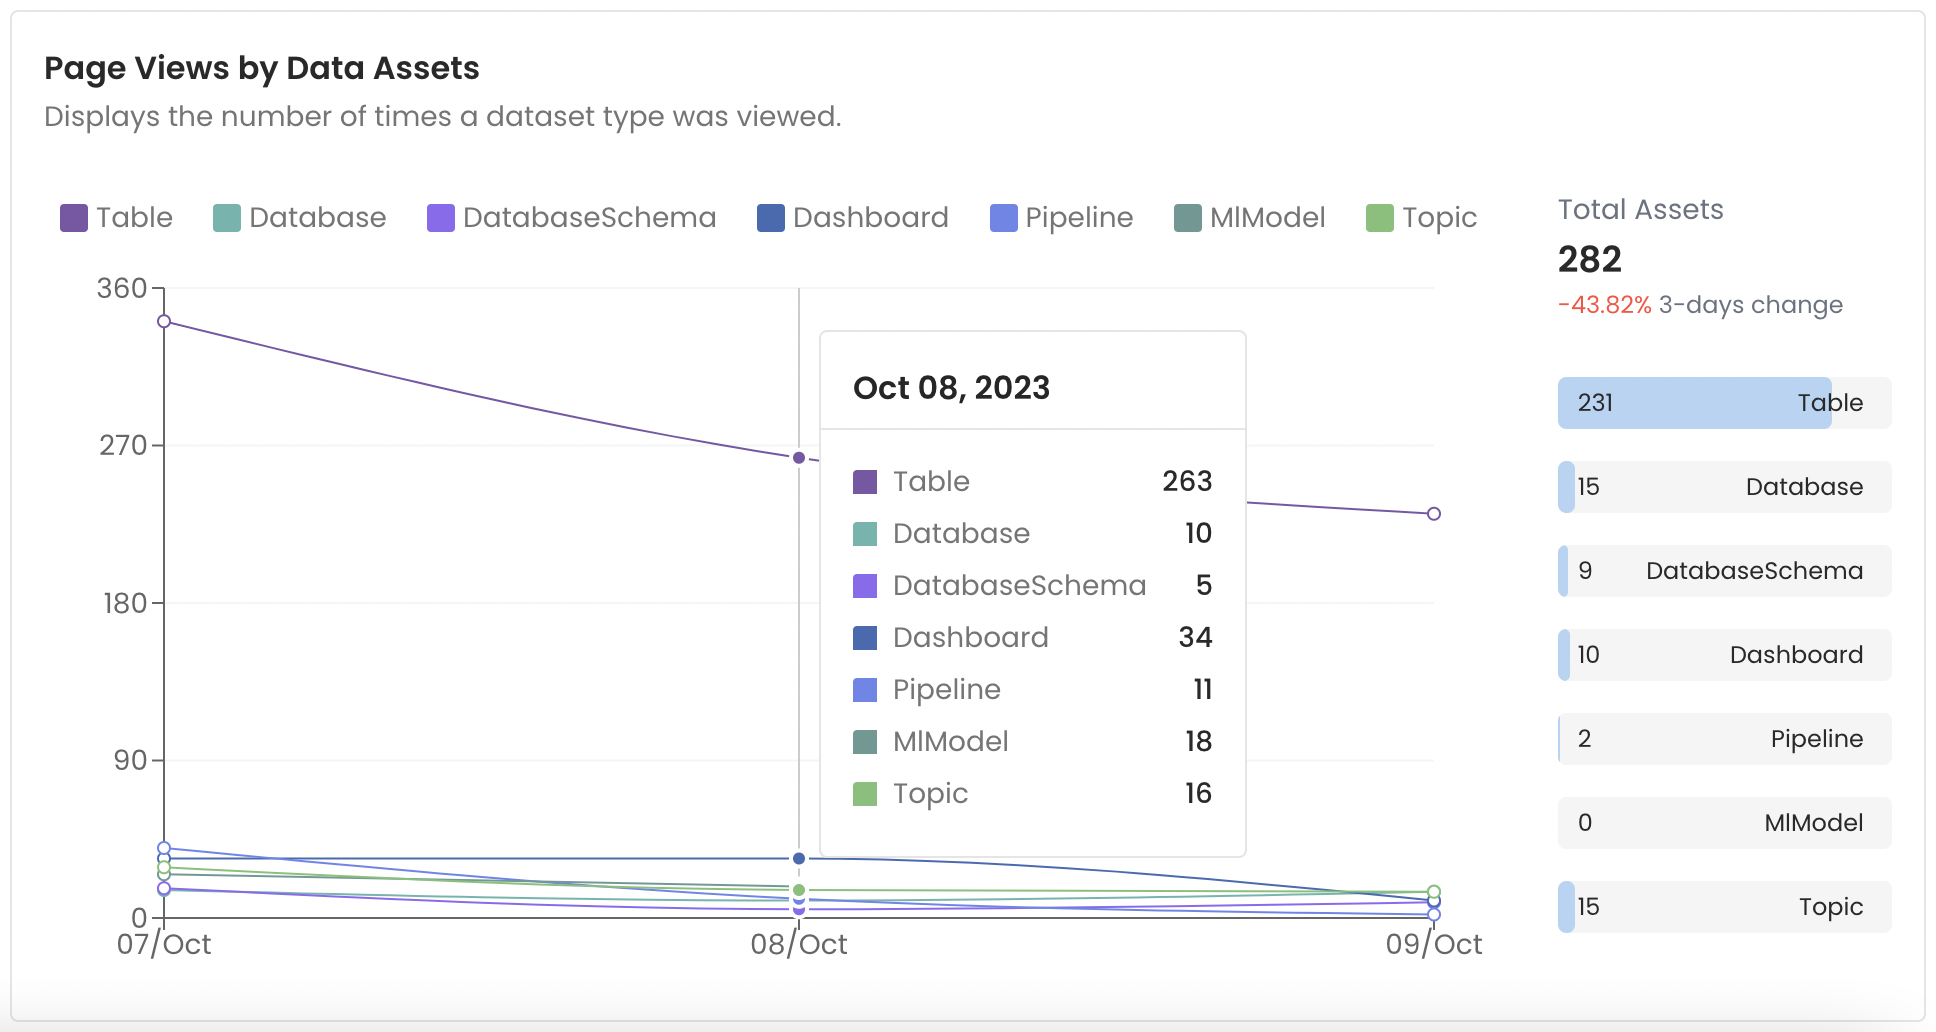 Page Views by Data Assets
Displays the number of times a dataset type was viewed.
Table Database DatabaseSchema Dashboard Pipeline MlModel Topic
360
270
180
90
0
07/Oct 08/Oct 09/Oct
Oct 08, 2023
Table 263
Database 10
DatabaseSchema 5
Dashboard 34
Pipeline 11
MlModel 18
Topic 16
Total Assets
282
-43.82% 3-days change
231 Table
15 Database
9 DatabaseSchema
10 Dashboard
2 Pipeline
0 MlModel
15 Topic